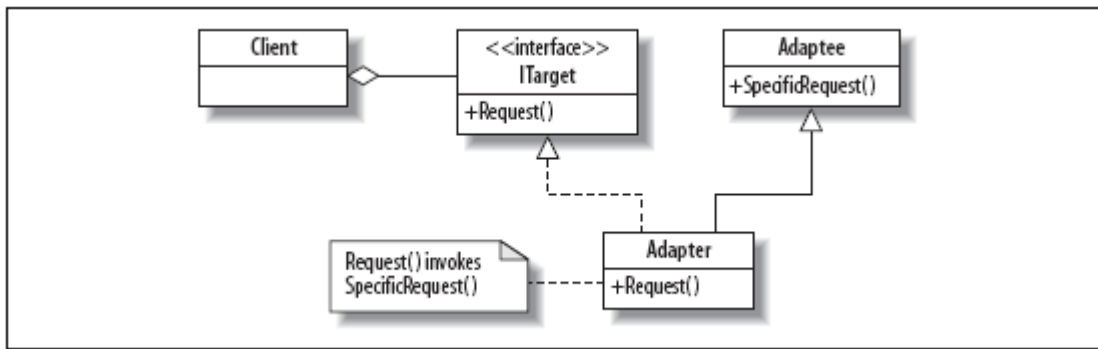 Client
<<interface>>
ITarget
+Request()
Adaptee
+SpecificRequest()
Request() invokes
SpecificRequest()
Adapter
+Request()